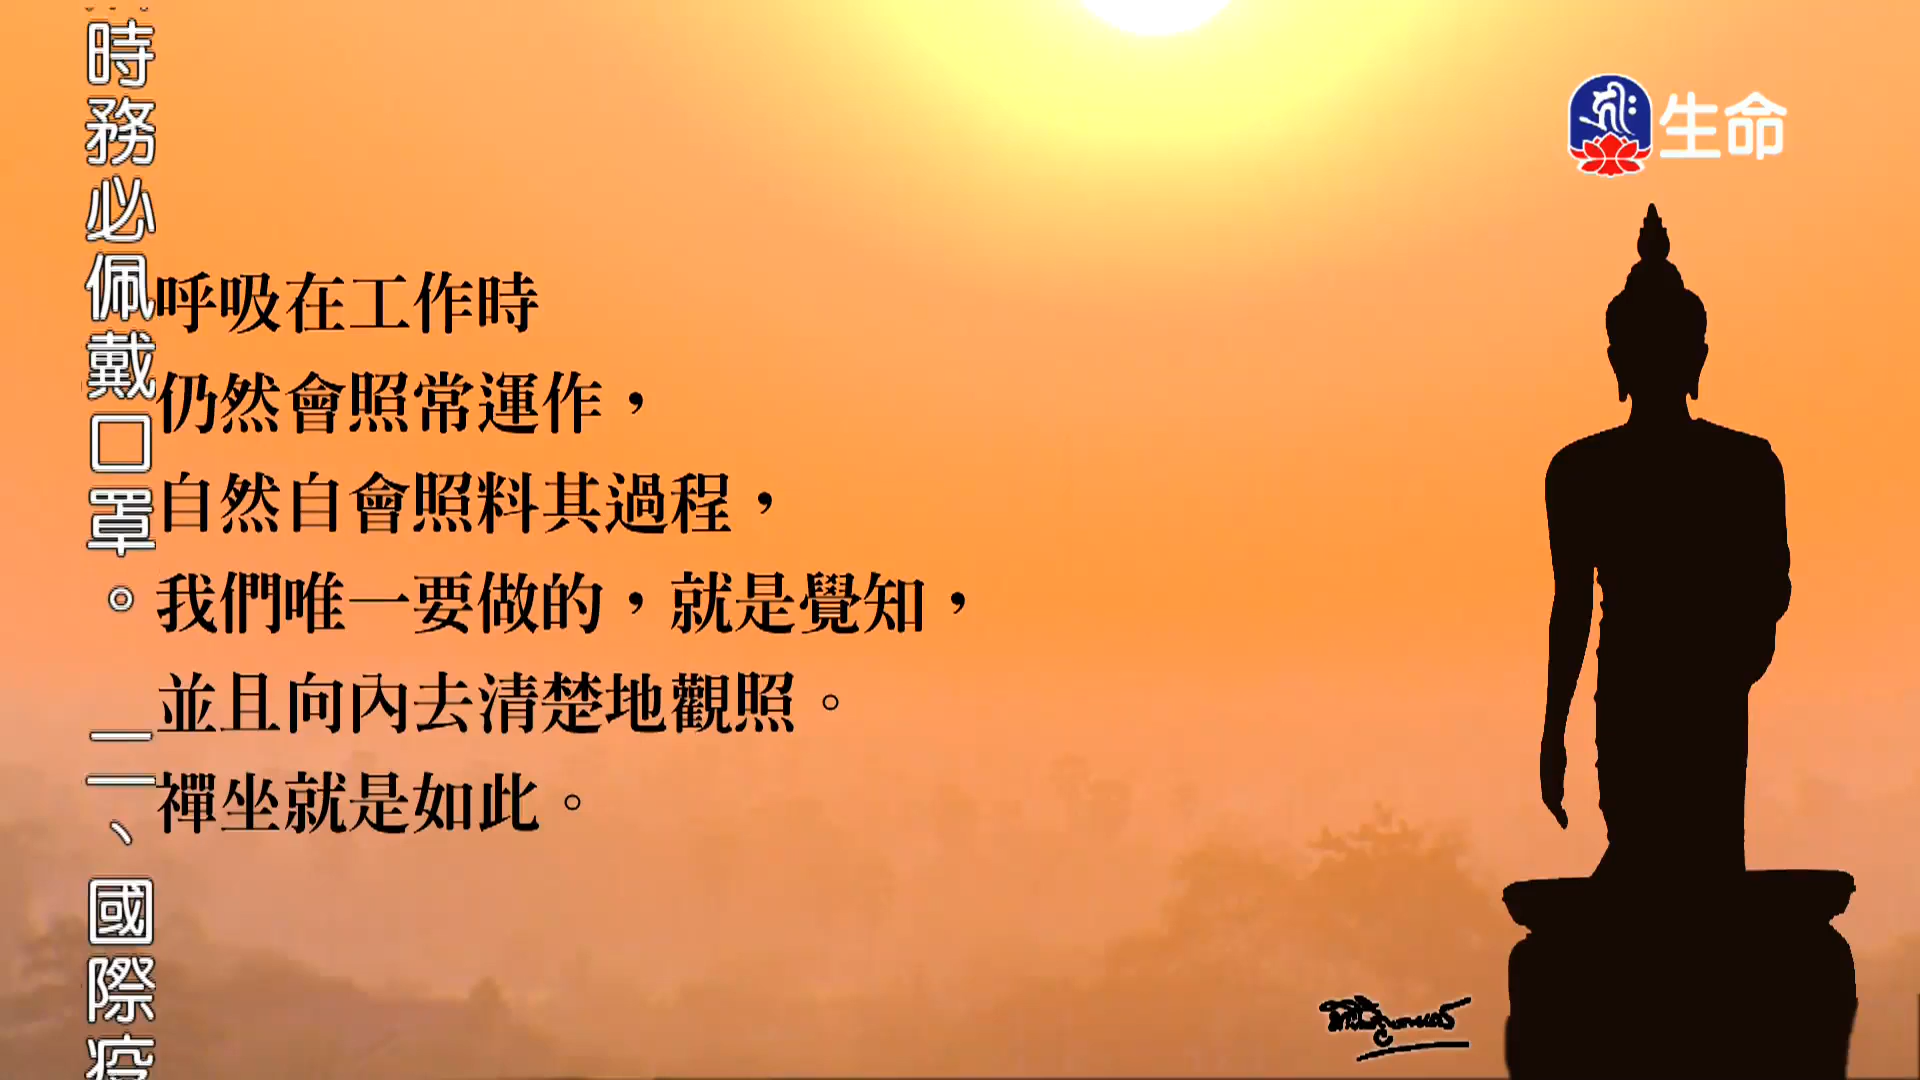 時務必佩戴口罩。 二、國際疫
生命
呼吸在工作時
仍然會照常運作，
自然自會照料其過程，
我們唯一要做的，就是覺知，
並且向內去清楚地觀照。
禪坐就是如此。